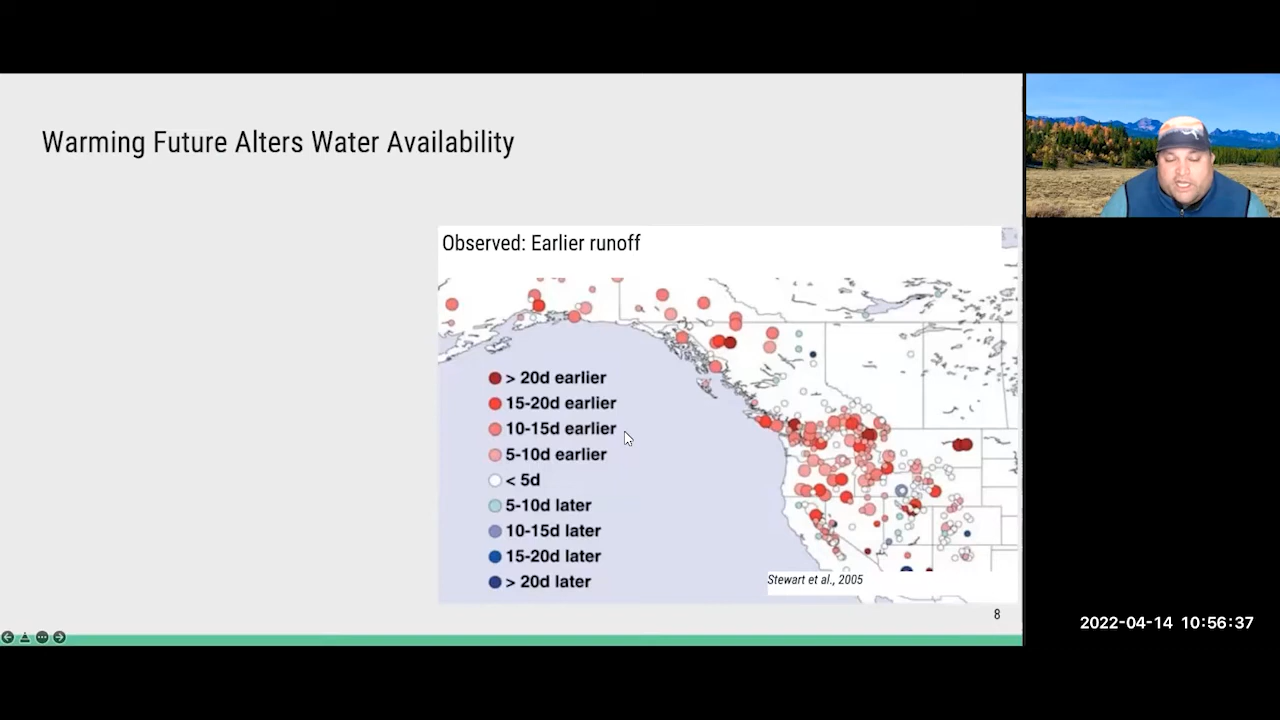 Warming Future Alters Water Availability
Observed: Earlier runoff
> 20d earlier
15-20d earlier
10-15d earlier
5-10d earlier
< 5d
5-10d later
10-15d later
15-20d later
> 20d later
Stewart et al., 2005
8
2022-04-14 10:56:37